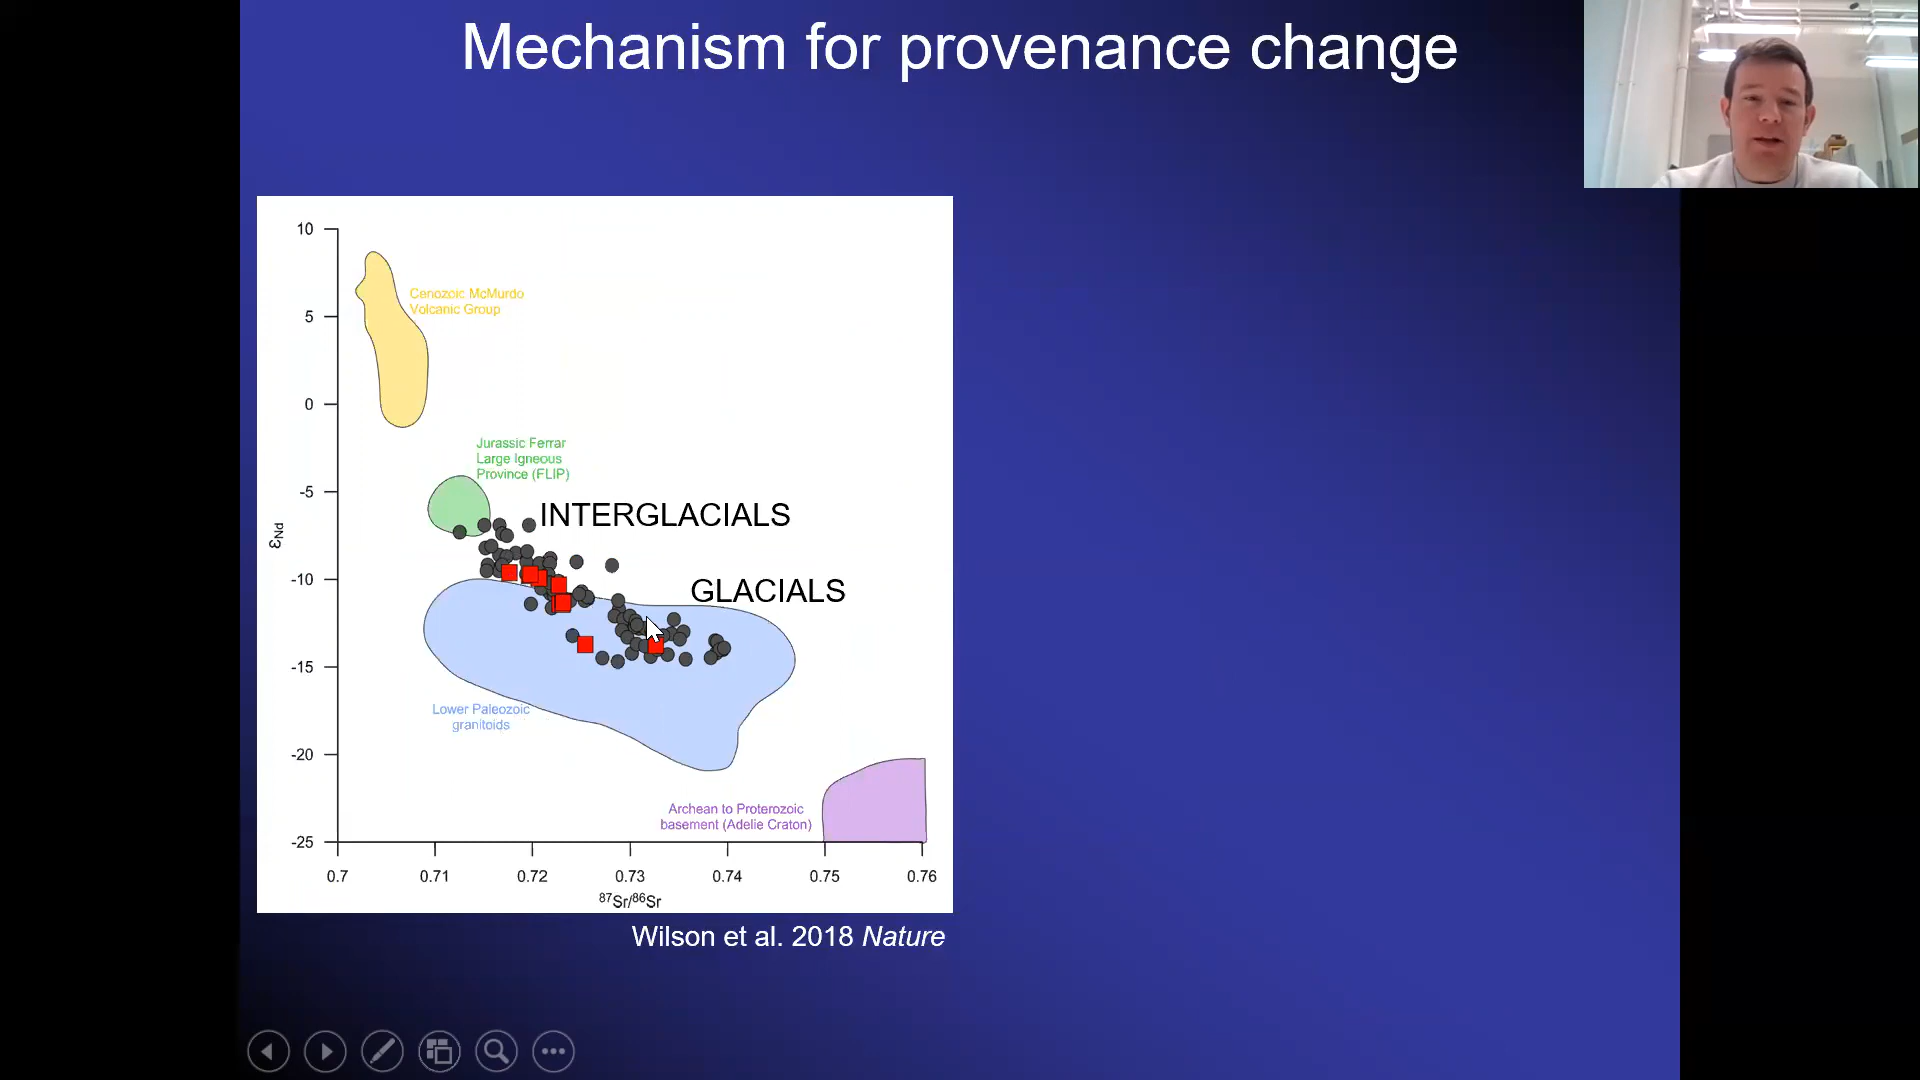 Mechanism for provenance change
10
5
0
-5
-10
-15
-20
-25
εNd
Cenozoic McMurdo
Volcanic Group
Jurassic Ferrar
Large Igneous
Province (FLIP)
INTERGLACIALS
GLACIALS
Lower Paleozoic
granitoids
Archean to Proterozoic
basement (Adelie Craton)
0.7 0.71 0.72 0.73 0.74 0.75 0.76
⁸⁷Sr/⁸⁶Sr
Wilson et al. 2018 Nature